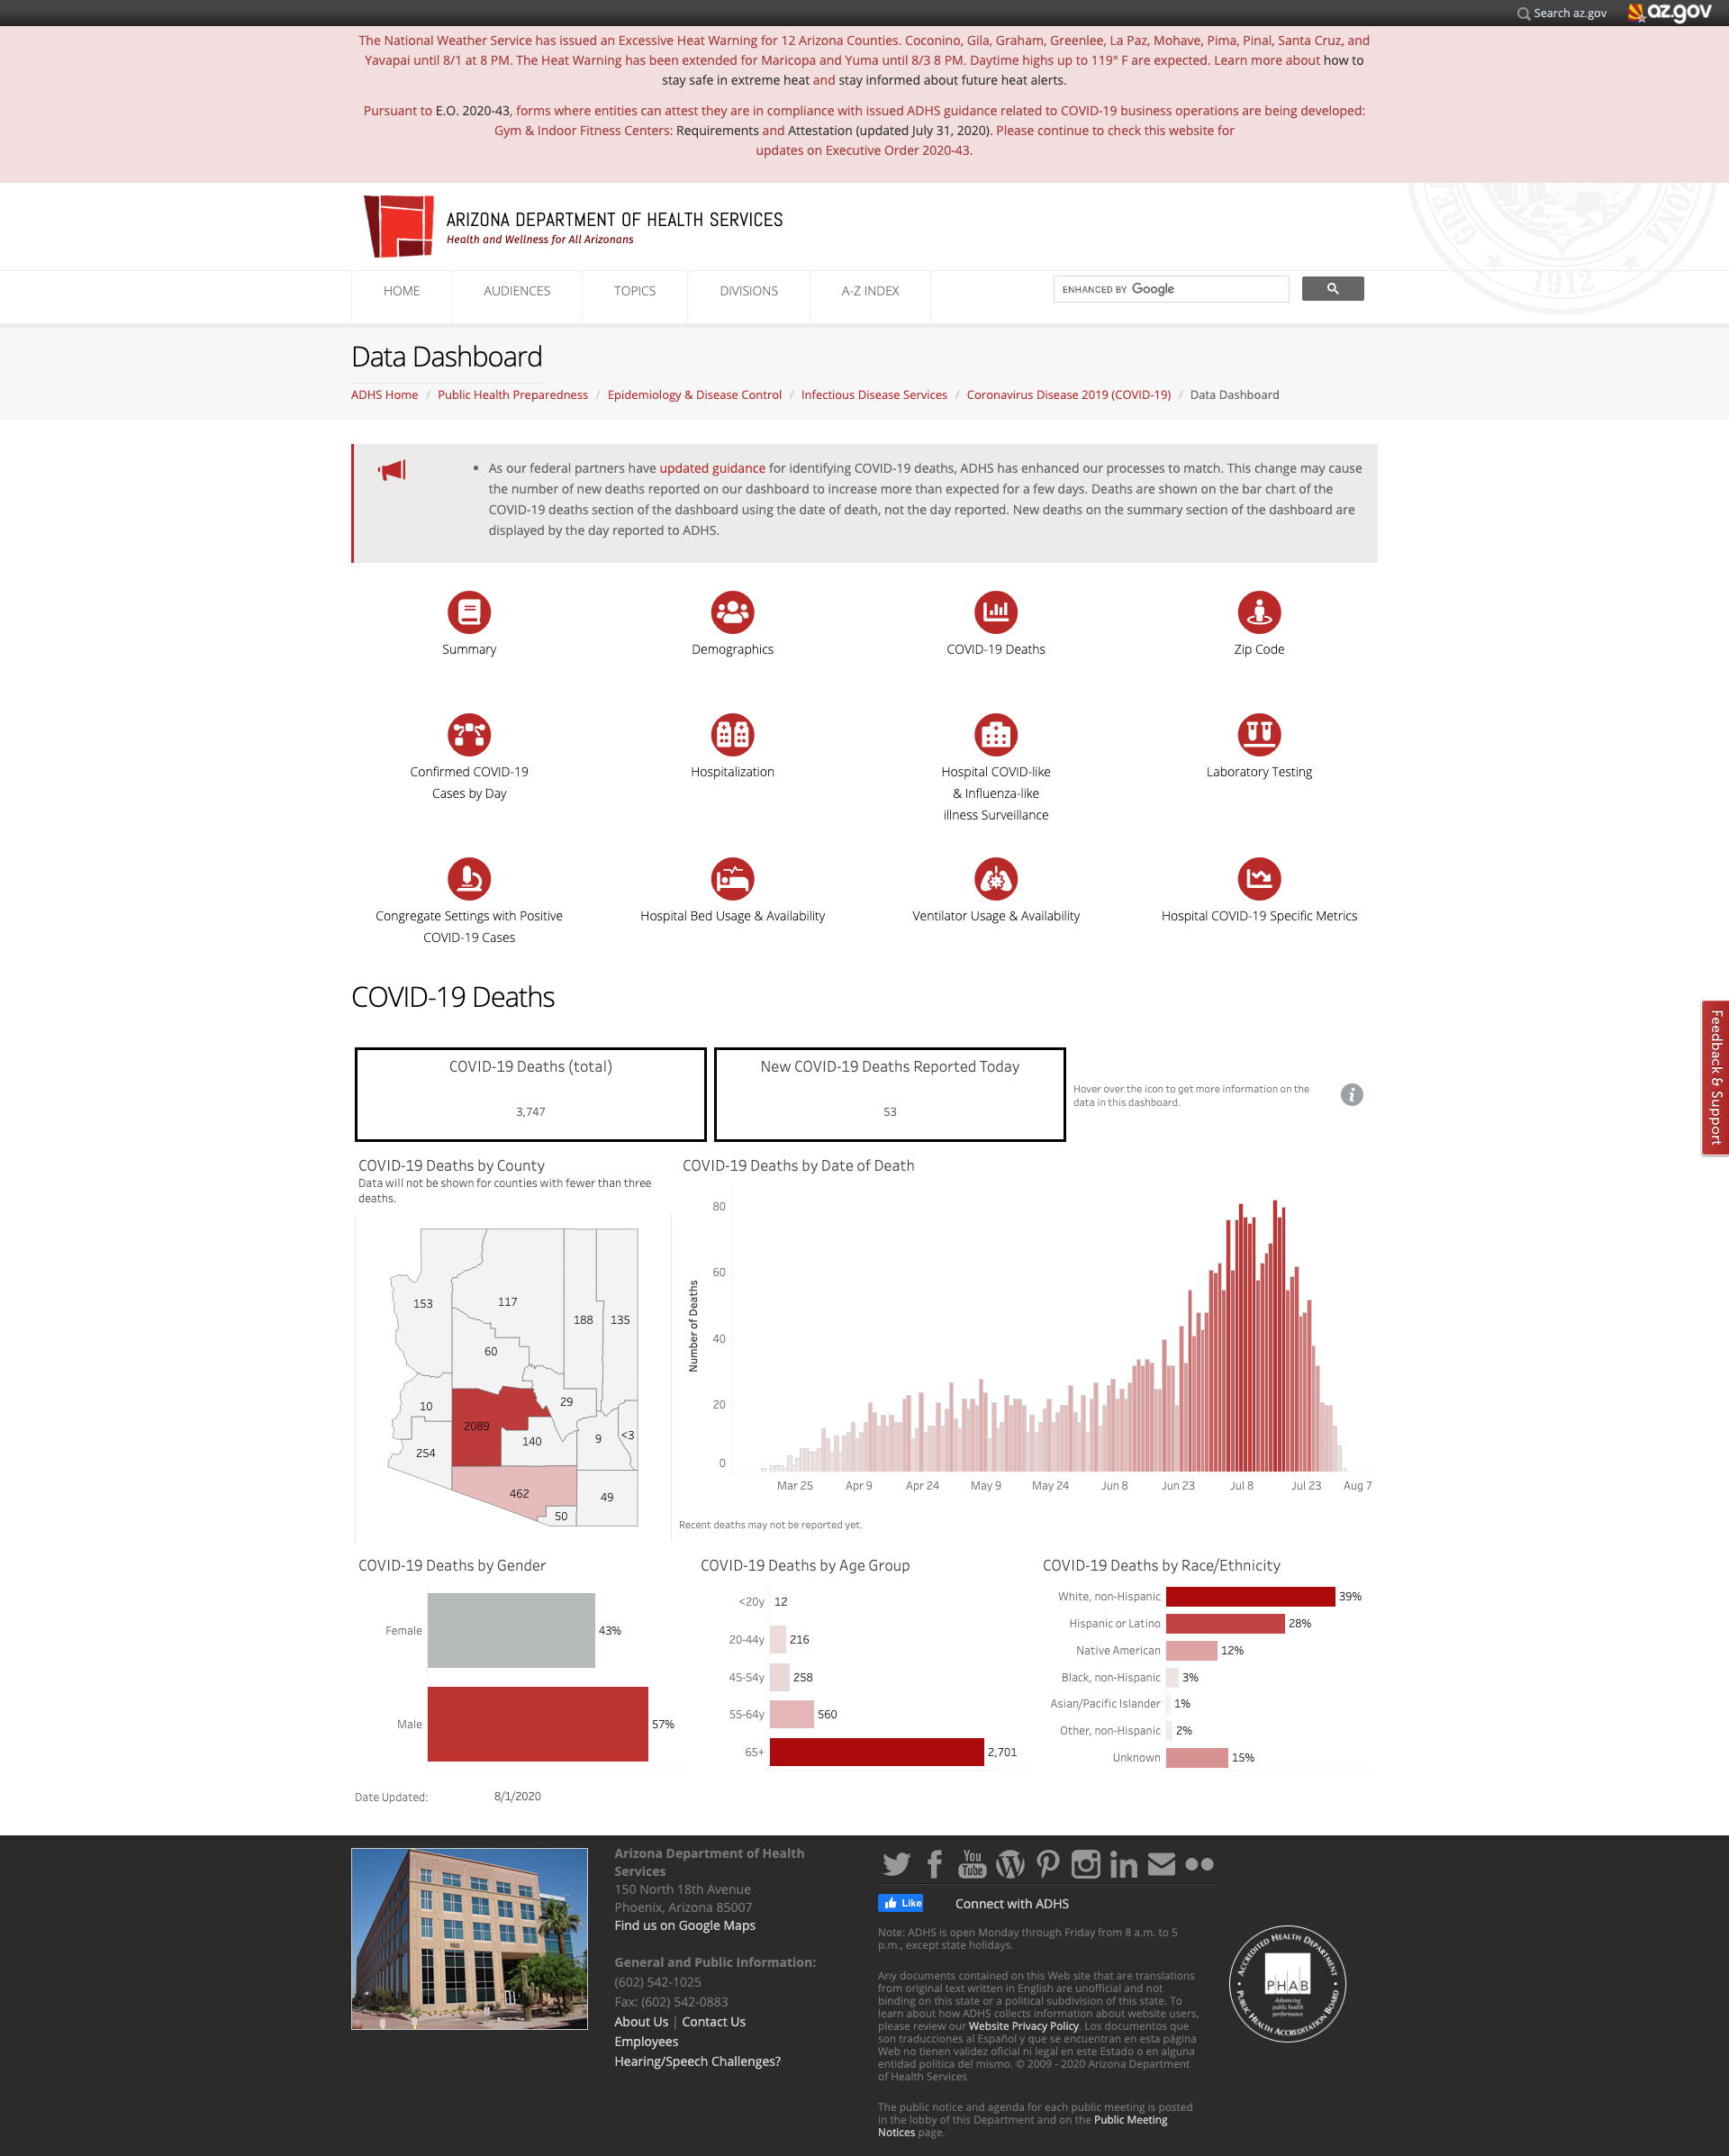 Search az.gov
az.gov
The National Weather Service has issued an Excessive Heat Warning for 12 Arizona Counties. Coconino, Gila, Graham, Greenlee, La Paz, Mohave, Pima, Pinal, Santa Cruz, and
Yavapai until 8/1 at 8 PM. The Heat Warning has been extended for Maricopa and Yuma until 8/3 8 PM. Daytime highs up to 119° F are expected. Learn more about how to
stay safe in extreme heat and stay informed about future heat alerts.
Pursuant to E.O. 2020-43, forms where entities can attest they are in compliance with issued ADHS guidance related to COVID-19 business operations are being developed:
Gym & Indoor Fitness Centers: Requirements and Attestation (updated July 31, 2020). Please continue to check this website for
updates on Executive Order 2020-43.
ARIZONA DEPARTMENT OF HEALTH SERVICES
Health and Wellness for All Arizonans
1912
HOME
AUDIENCES
TOPICS
DIVISIONS
A-Z INDEX
ENHANCED BY Google
Data Dashboard
ADHS Home / Public Health Preparedness / Epidemiology & Disease Control / Infectious Disease Services / Coronavirus Disease 2019 (COVID-19) / Data Dashboard
• As our federal partners have updated guidance for identifying COVID-19 deaths, ADHS has enhanced our processes to match. This change may cause
the number of new deaths reported on our dashboard to increase more than expected for a few days. Deaths are shown on the bar chart of the
COVID-19 deaths section of the dashboard using the date of death, not the day reported. New deaths on the summary section of the dashboard are
displayed by the day reported to ADHS.
Summary
Demographics
COVID-19 Deaths
Zip Code
Confirmed COVID-19
Cases by Day
Hospitalization
Hospital COVID-like
& Influenza-like
illness Surveillance
Laboratory Testing
Congregate Settings with Positive
COVID-19 Cases
Hospital Bed Usage & Availability
Ventilator Usage & Availability
Hospital COVID-19 Specific Metrics
COVID-19 Deaths
Feedback & Support
COVID-19 Deaths (total)
3,747
New COVID-19 Deaths Reported Today
53
Hover over the icon to get more information on the
data in this dashboard.
i
COVID-19 Deaths by County
Data will not be shown for counties with fewer than three
deaths.
153
117
188
135
60
10
29
2089
254
140
9
<3
462
49
50
COVID-19 Deaths by Date of Death
Number of Deaths
80
60
40
20
0
Mar 25
Apr 9
Apr 24
May 9
May 24
Jun 8
Jun 23
Jul 8
Jul 23
Aug 7
Recent deaths may not be reported yet.
COVID-19 Deaths by Gender
Female 43%
Male 57%
COVID-19 Deaths by Age Group
<20y 12
20-44y 216
45-54y 258
55-64y 560
65+ 2,701
COVID-19 Deaths by Race/Ethnicity
White, non-Hispanic 39%
Hispanic or Latino 28%
Native American 12%
Black, non-Hispanic 3%
Asian/Pacific Islander 1%
Other, non-Hispanic 2%
Unknown 15%
Date Updated: 8/1/2020
150
Arizona Department of Health
Services
150 North 18th Avenue
Phoenix, Arizona 85007
Find us on Google Maps
General and Public Information:
(602) 542-1025
Fax: (602) 542-0883
About Us | Contact Us
Employees
Hearing/Speech Challenges?
You
Tube
in
Like
Connect with ADHS
Note: ADHS is open Monday through Friday from 8 a.m. to 5
p.m., except state holidays.
Any documents contained on this Web site that are translations
from original text written in English are unofficial and not
binding on this state or a political subdivision of this state. To
learn about how ADHS collects information about website users,
please review our Website Privacy Policy. Los documentos que
son traducciones al Español y que se encuentran en esta página
Web no tienen validez oficial ni legal en este Estado o en alguna
entidad politica del mismo. © 2009 - 2020 Arizona Department
of Health Services
The public notice and agenda for each public meeting is posted
in the lobby of this Department and on the Public Meeting
Notices page.
ACCREDITED HEALTH DEPARTMENT
PHAB
Advancing
public health
performance
PUBLIC HEALTH ACCREDITATION BOARD